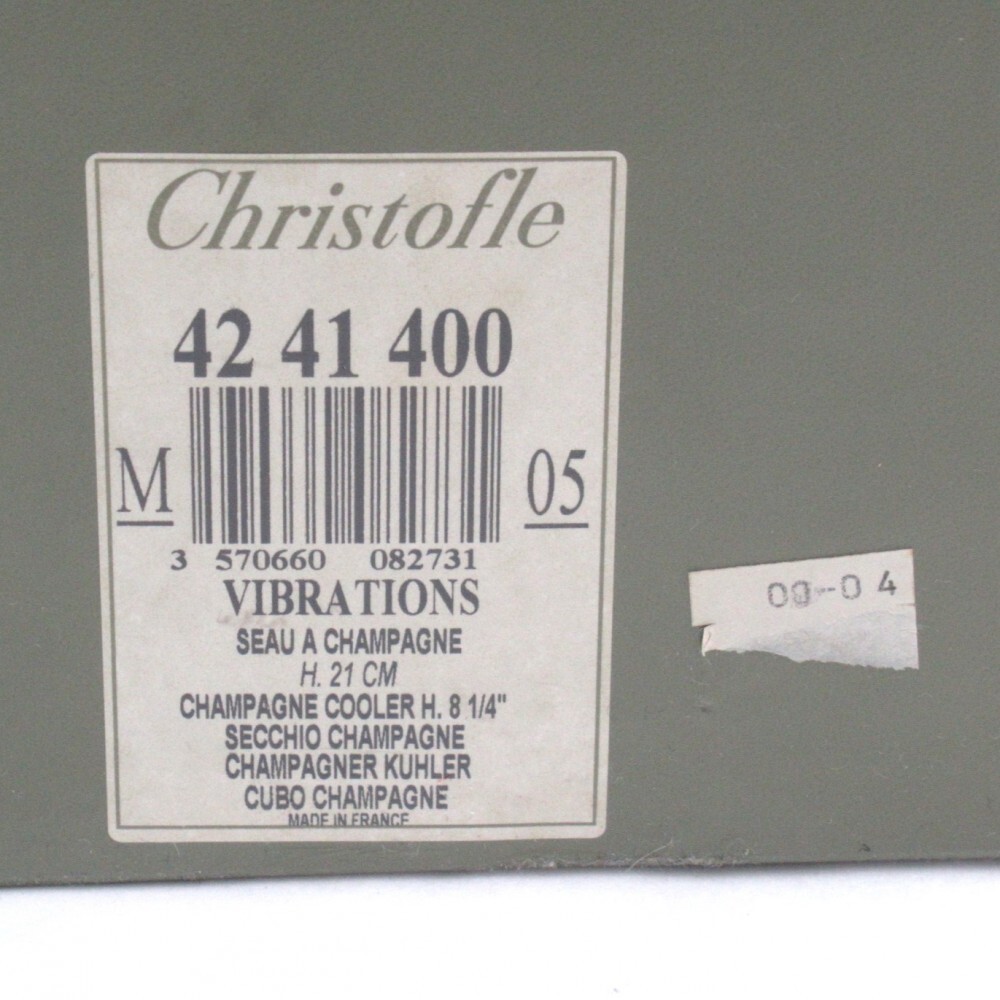 Christofle
42 41 400
M 05
3 570660 082731
VIBRATIONS
SEAU A CHAMPAGNE
H. 21 CM
CHAMPAGNE COOLER H. 8 1/4"
SECCHIO CHAMPAGNE
CHAMPAGNER KUHLER
CUBO CHAMPAGNE
MADE IN FRANCE